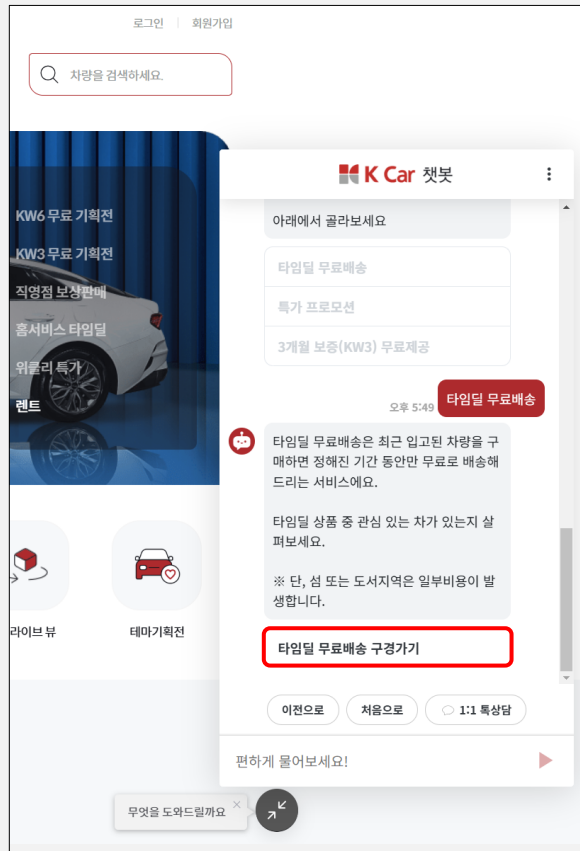 로그인 | 회원가입
차량을 검색하세요.
KW6 무료 기획전
KW3 무료 기획전
직영점 보상판매
홈서비스 타임딜
위클리 특가
렌트
라이브 뷰
테마기획전
K Car 챗봇
아래에서 골라보세요
타임딜 무료배송
특가 프로모션
3개월 보증(KW3) 무료제공
오후 5:49 타임딜 무료배송
타임딜 무료배송은 최근 입고된 차량을 구
매하면 정해진 기간 동안만 무료로 배송해
드리는 서비스에요.
타임딜 상품 중 관심 있는 차가 있는지 살
펴보세요.
※ 단, 섬 또는 도서지역은 일부비용이 발
생합니다.
타임딜 무료배송 구경가기
이전으로 처음으로 1:1 톡상담
편하게 물어보세요!
무엇을 도와드릴까요